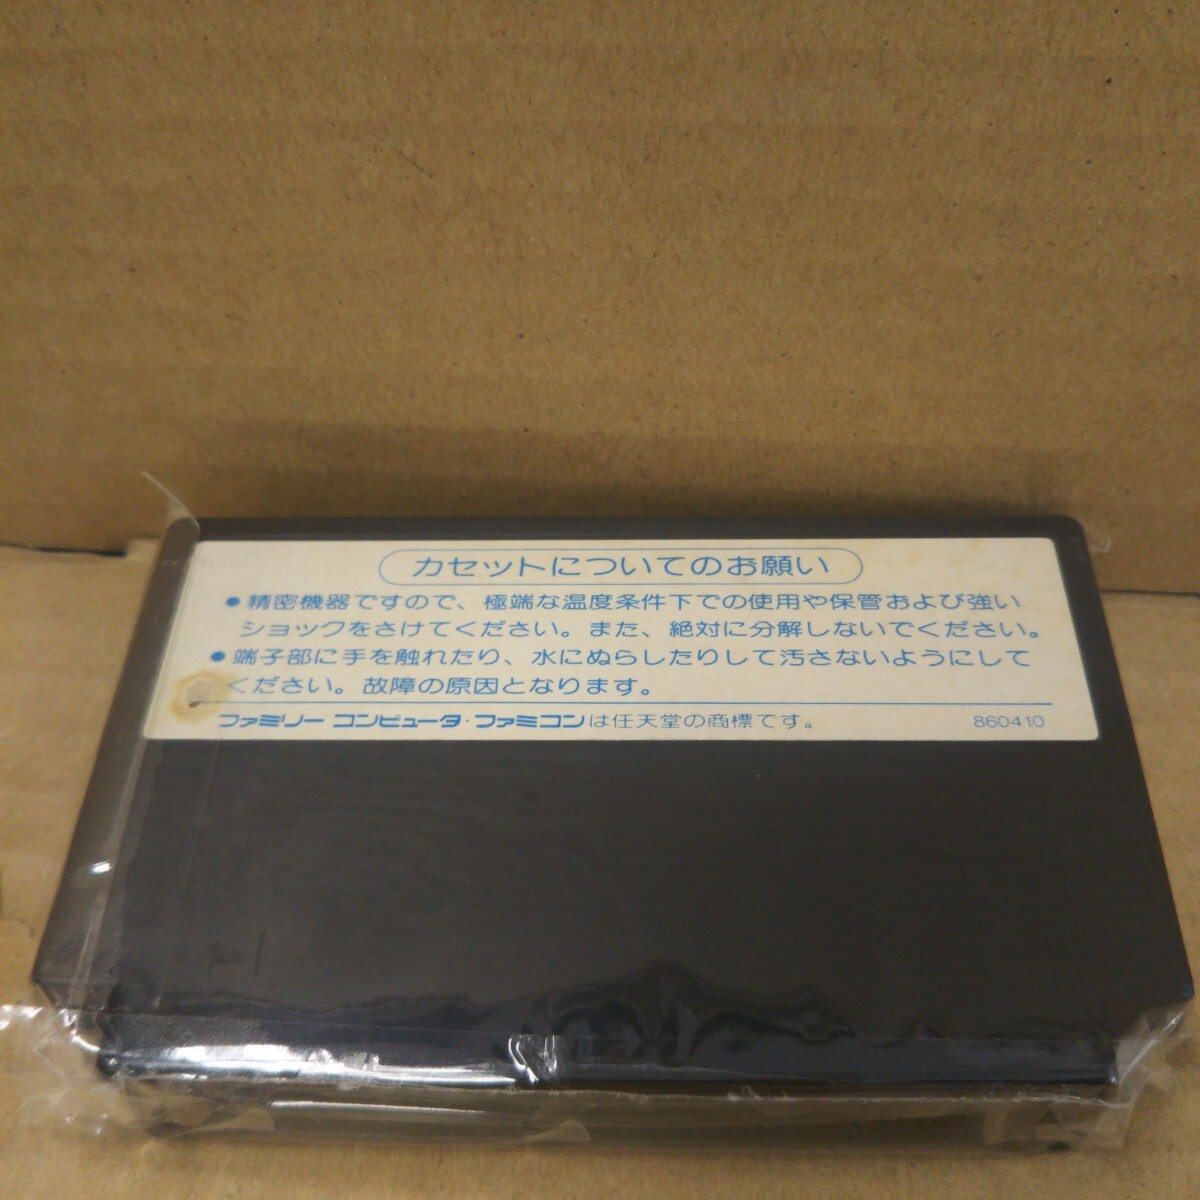 カセットについてのお願い
●精密機器ですので、極端な温度条件下での使用や保管および強い
ショックをさけてください。また、絶対に分解しないでください。
●端子部に手を触れたり、水にぬらしたりして汚さないようにして
ください。故障の原因となります。
ファミリー コンピュータ・ファミコンは任天堂の商標です。 860410